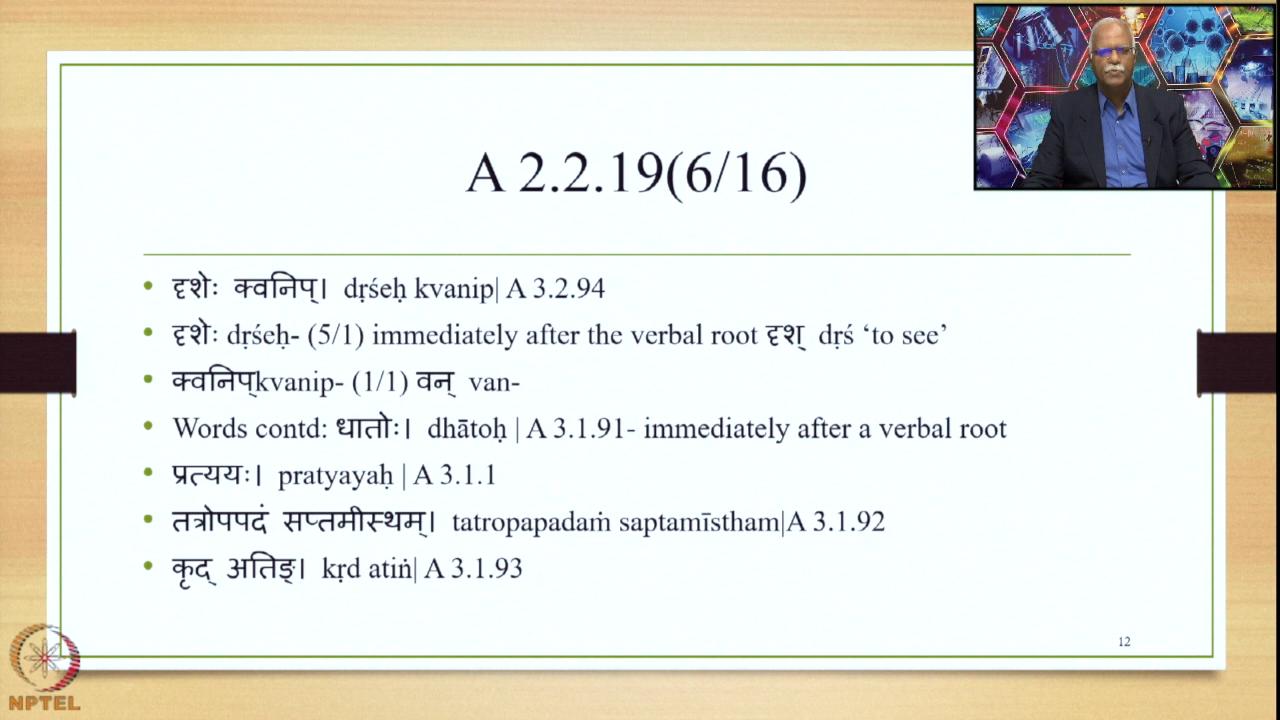 A 2.2.19(6/16)
• दृशेः क्वनिप्। dṛśeḥ kvanip| A 3.2.94
• दृशेः dṛśeḥ- (5/1) immediately after the verbal root दृश् dṛś ‘to see’
• क्वनिप्kvanip- (1/1) वन् van-
• Words contd: धातोः। dhātoḥ | A 3.1.91- immediately after a verbal root
• प्रत्ययः। pratyayaḥ | A 3.1.1
• तत्रोपपदं सप्तमीस्थम्। tatropapadaṁ saptamīstham|A 3.1.92
• कृद् अतिङ्। kṛd atiṅ| A 3.1.93
12
NPTEL